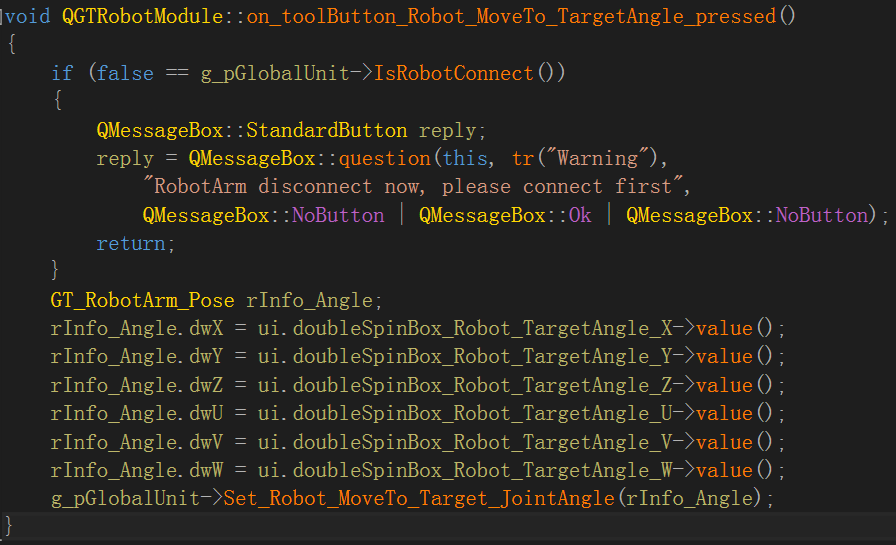 void QGTRobotModule::on_toolButton_Robot_MoveTo_TargetAngle_pressed()
{
    if (false == g_pGlobalUnit->IsRobotConnect())
    {
        QMessageBox::StandardButton reply;
        reply = QMessageBox::question(this, tr("Warning"),
            "RobotArm disconnect now, please connect first",
            QMessageBox::NoButton | QMessageBox::Ok | QMessageBox::NoButton);
        return;
    }
    GT_RobotArm_Pose rInfo_Angle;
    rInfo_Angle.dwX = ui.doubleSpinBox_Robot_TargetAngle_X->value();
    rInfo_Angle.dwY = ui.doubleSpinBox_Robot_TargetAngle_Y->value();
    rInfo_Angle.dwZ = ui.doubleSpinBox_Robot_TargetAngle_Z->value();
    rInfo_Angle.dwU = ui.doubleSpinBox_Robot_TargetAngle_U->value();
    rInfo_Angle.dwV = ui.doubleSpinBox_Robot_TargetAngle_V->value();
    rInfo_Angle.dwW = ui.doubleSpinBox_Robot_TargetAngle_W->value();
    g_pGlobalUnit->Set_Robot_MoveTo_Target_JointAngle(rInfo_Angle);
}